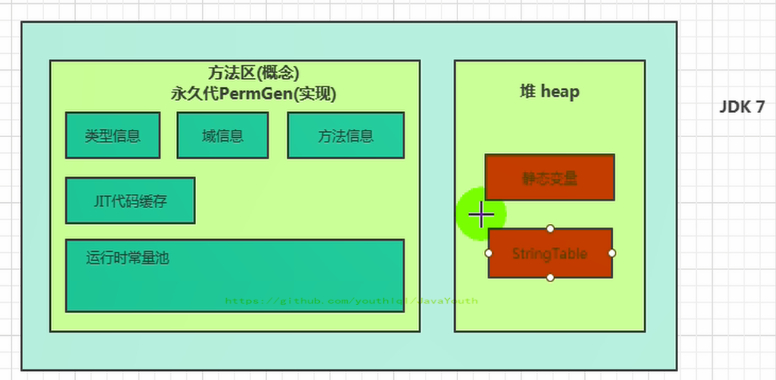 方法区(概念)
永久代PermGen(实现)
类型信息
域信息
方法信息
JIT代码缓存
运行时常量池
堆 heap
静态变量
StringTable
JDK 7
https://github.com/youthlql/JavaYouth